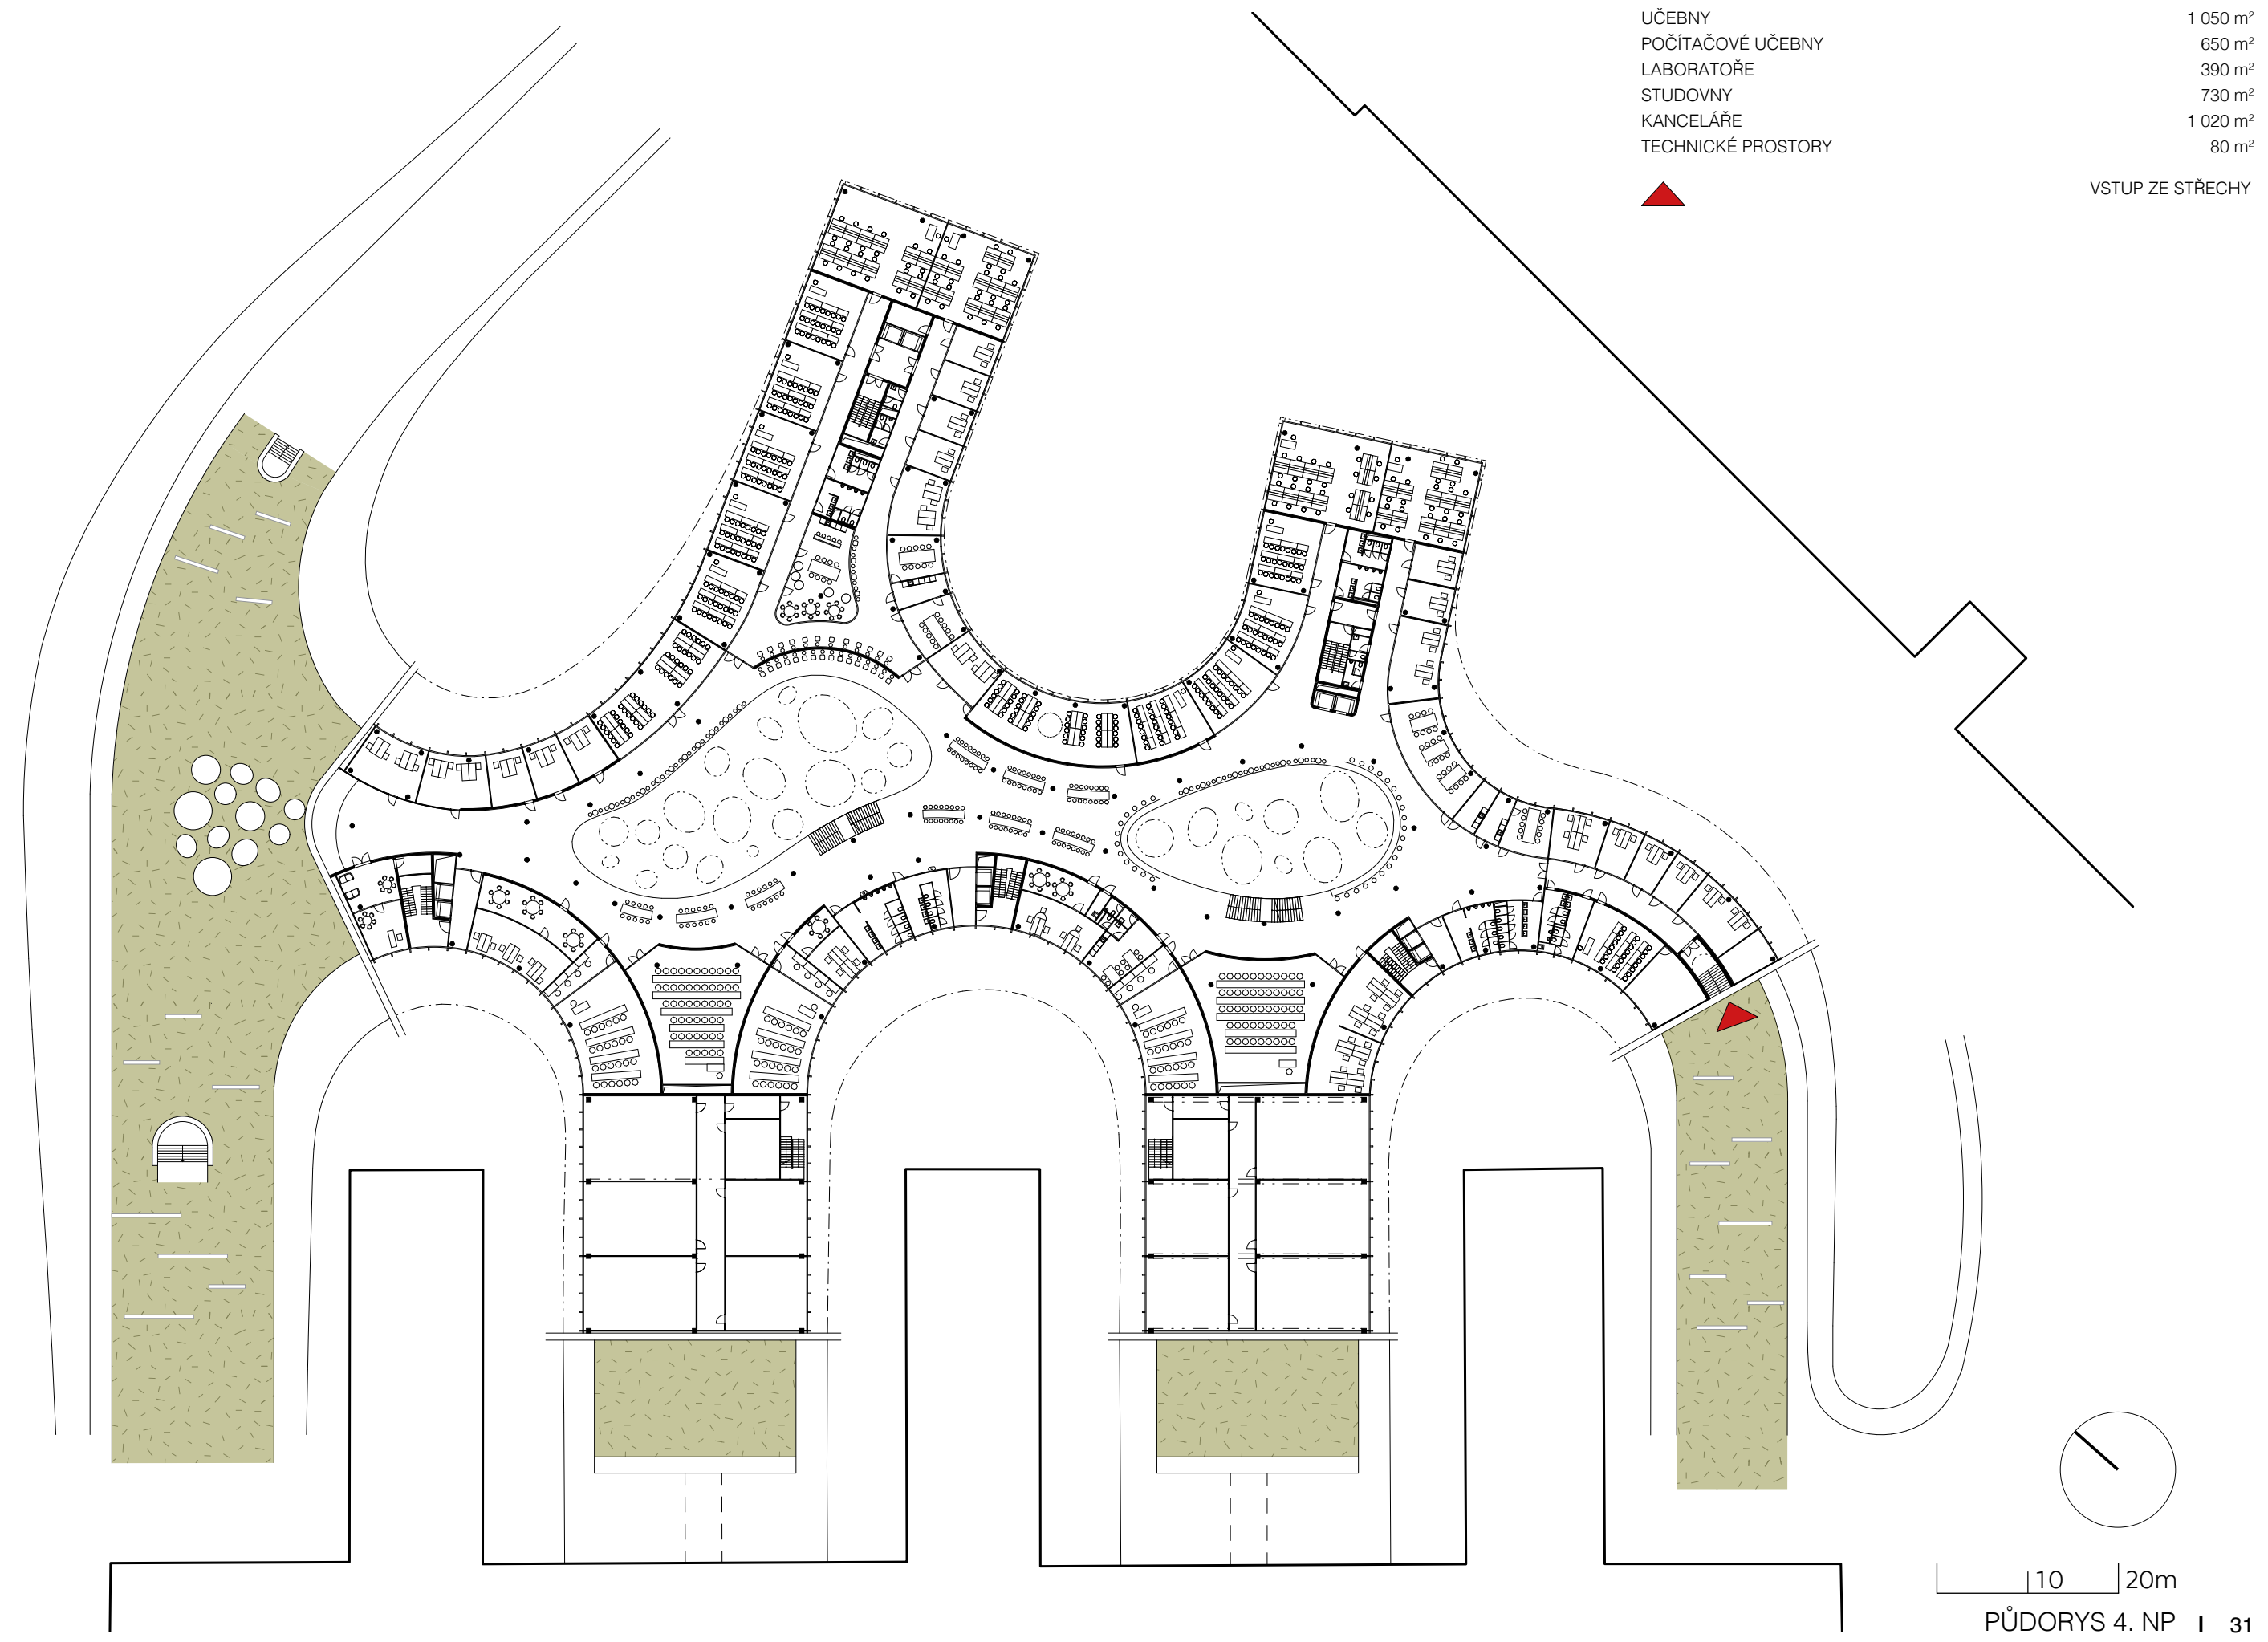 UČEBNY 1 050 m²
POČÍTAČOVÉ UČEBNY 650 m²
LABORATOŘE 390 m²
STUDOVNY 730 m²
KANCELÁŘE 1 020 m²
TECHNICKÉ PROSTORY 80 m²
VSTUP ZE STŘECHY
10 20m
PŮDORYS 4. NP 31